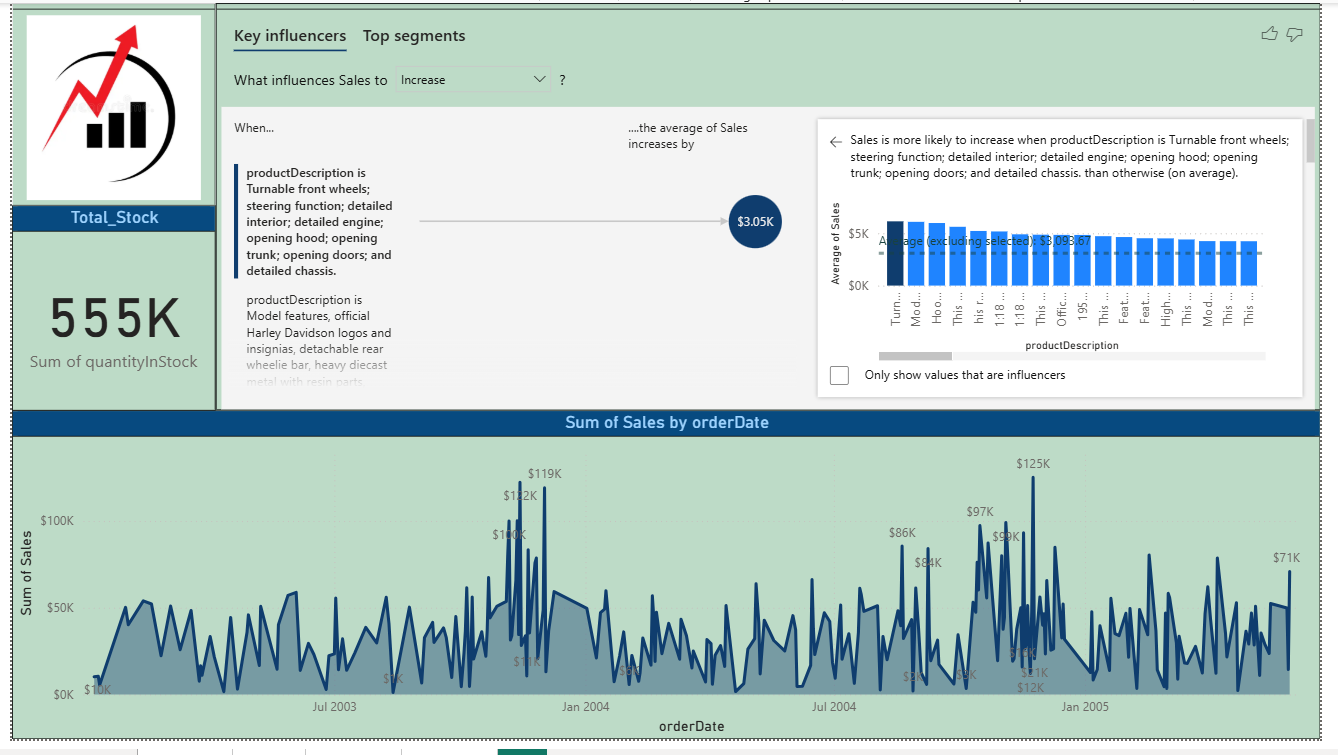 Key influencers Top segments
What influences Sales to Increase ?
When...
....the average of Sales
increases by
productDescription is
Turnable front wheels;
steering function; detailed
interior; detailed engine;
opening hood; opening
trunk; opening doors; and
detailed chassis.
$3.05K
productDescription is
Model features, official
Harley Davidson logos and
insignias, detachable rear
wheelie bar, heavy diecast
metal with resin parts,
Sales is more likely to increase when productDescription is Turnable front wheels;
steering function; detailed interior; detailed engine; opening hood; opening
trunk; opening doors; and detailed chassis. than otherwise (on average).
Average of Sales
$5K
$0K
Average (excluding selected): $3,093.67
Turn...
Mod...
Hoo...
This ...
his r...
1:18 ...
1:18 ...
This ...
Offic...
195...
This ...
Feat...
Feat...
High...
This ...
Mod...
This ...
This ...
productDescription
Only show values that are influencers
Total_Stock
555K
Sum of quantityInStock
Sum of Sales by orderDate
Sum of Sales
$100K
$50K
$0K
$10K
$122K
$119K
$100K
$11K
$86K
$84K
$97K
$99K
$125K
$21K
$12K
$71K
Jul 2003
Jan 2004
Jul 2004
Jan 2005
orderDate